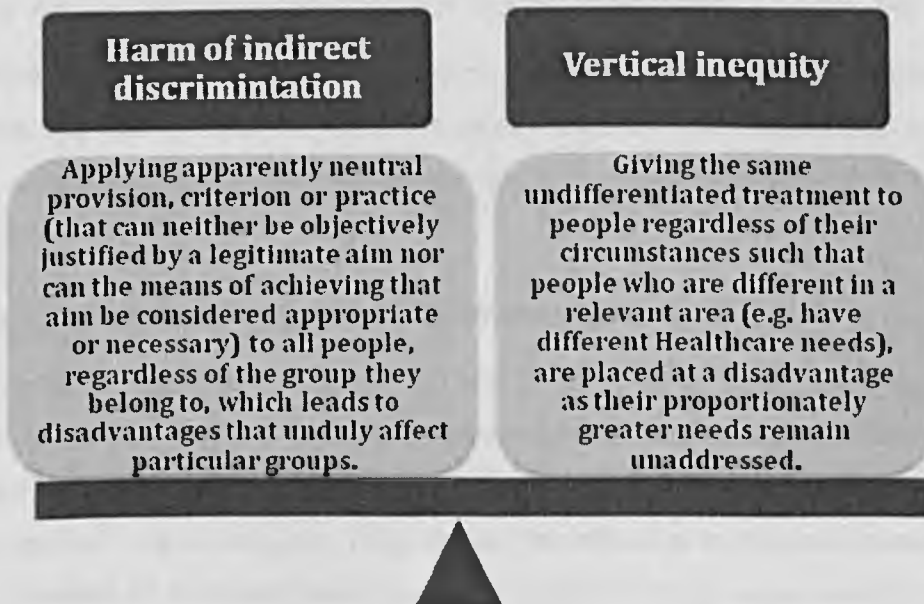 Harm of indirect
discrimintation
Applying apparently neutral
provision, criterion or practice
(that can neither be objectively
justified by a legitimate aim nor
can the means of achieving that
aim be considered appropriate
or necessary) to all people,
regardless of the group they
belong to, which leads to
disadvantages that unduly affect
particular groups.
Vertical inequity
Giving the same
undifferentiated treatment to
people regardless of their
circumstances such that
people who are different in a
relevant area (e.g. have
different Healthcare needs),
are placed at a disadvantage
as their proportionately
greater needs remain
unaddressed.